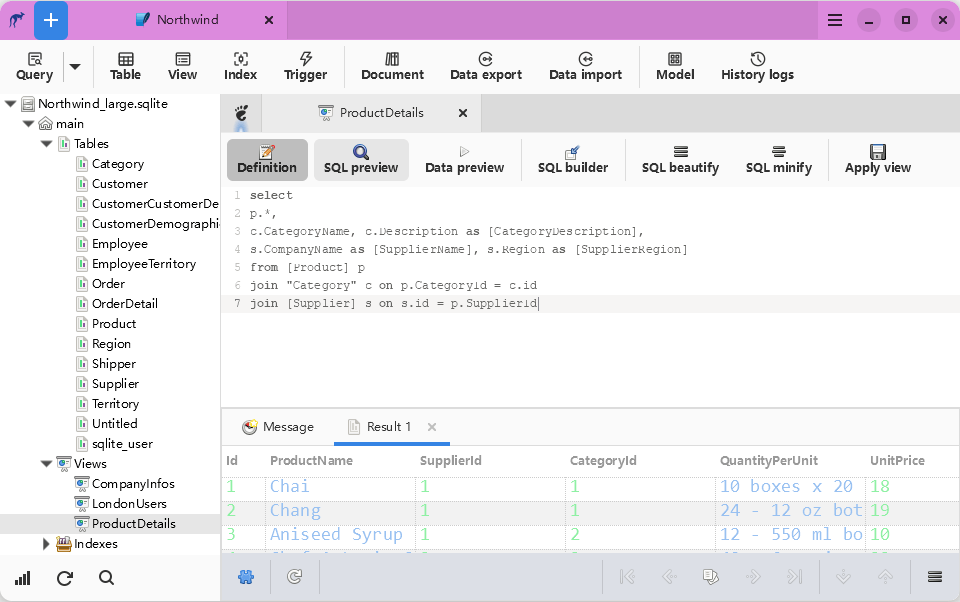 Northwind
Query Table View Index Trigger Document Data export Data import Model History logs
Northwind_large.sqlite
main
Tables
Category
Customer
CustomerCustomerDe
CustomerDemographi
Employee
EmployeeTerritory
Order
OrderDetail
Product
Region
Shipper
Supplier
Territory
Untitled
sqlite_user
Views
CompanyInfos
LondonUsers
ProductDetails
Indexes
ProductDetails
Definition SQL preview Data preview SQL builder SQL beautify SQL minify Apply view
1 select
2 p.*,
3 c.CategoryName, c.Description as [CategoryDescription],
4 s.CompanyName as [SupplierName], s.Region as [SupplierRegion]
5 from [Product] p
6 join "Category" c on p.CategoryId = c.id
7 join [Supplier] s on s.id = p.SupplierId
Message Result 1
Id ProductName SupplierId CategoryId QuantityPerUnit UnitPrice
1 Chai 1 1 10 boxes x 20 18
2 Chang 1 1 24 - 12 oz bot 19
3 Aniseed Syrup 1 2 12 - 550 ml bo 10